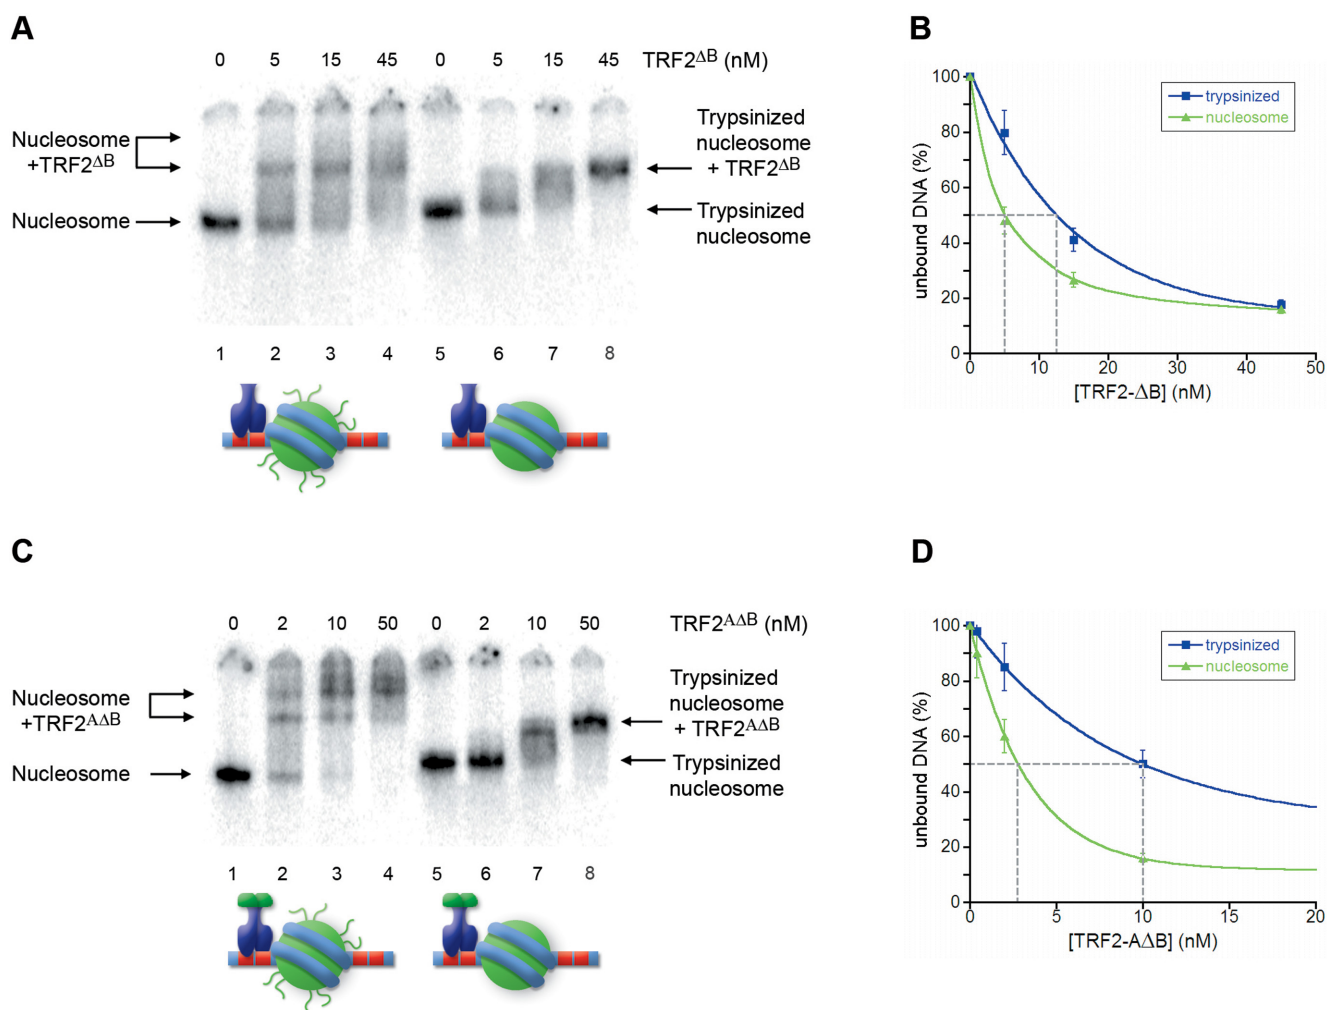 A
0 5 15 45 0 5 15 45 TRF2ΔB (nM)
Nucleosome
+TRF2ΔB
Nucleosome
Trypsinized
nucleosome
+ TRF2ΔB
Trypsinized
nucleosome
1 2 3 4 5 6 7 8
B
unbound DNA (%)
100
80
60
40
20
0
trypsinized
nucleosome
0 10 20 30 40 50
[TRF2-ΔB] (nM)
C
0 2 10 50 0 2 10 50 TRF2AΔB (nM)
Nucleosome
+TRF2AΔB
Nucleosome
Trypsinized
nucleosome
+ TRF2AΔB
Trypsinized
nucleosome
1 2 3 4 5 6 7 8
D
unbound DNA (%)
100
80
60
40
20
0
trypsinized
nucleosome
0 5 10 15 20
[TRF2-AΔB] (nM)